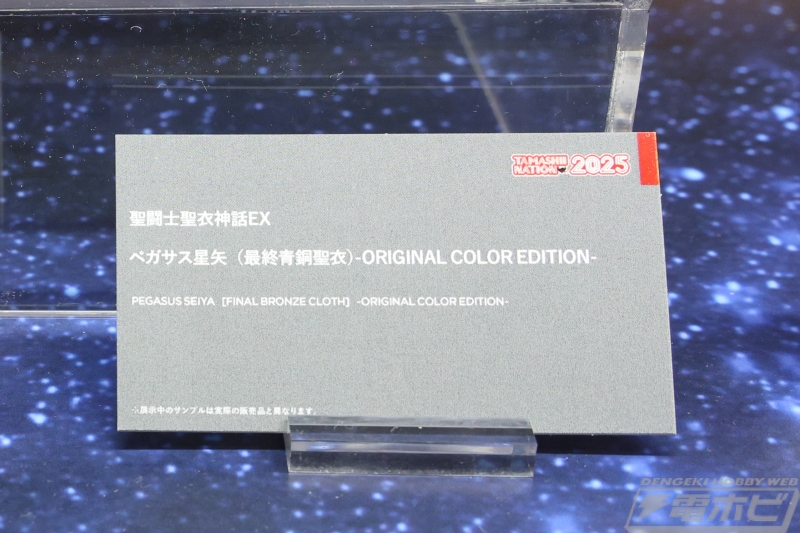 TAMASHII NATION 2025
聖闘士聖衣神話EX
ペガサス星矢（最終青銅聖衣）-ORIGINAL COLOR EDITION-
PEGASUS SEIYA [FINAL BRONZE CLOTH] -ORIGINAL COLOR EDITION-
※展示中のサンプルは実際の販売品と異なります。
DENGEKI HOBBY WEB
電ホビ